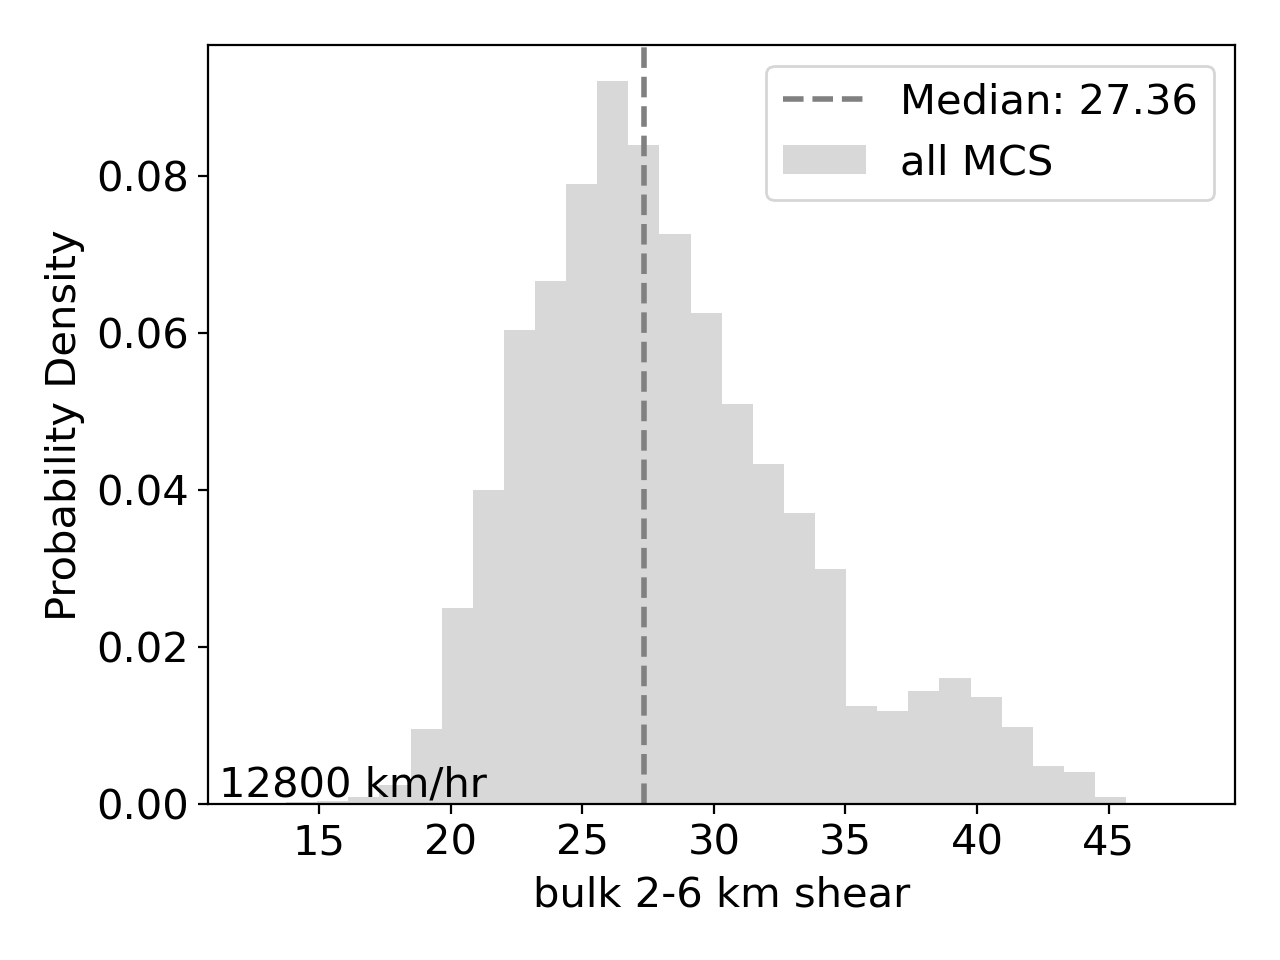 Median: 27.36
all MCS
Probability Density
0.08
0.06
0.04
0.02
0.00
12800 km/hr
15 20 25 30 35 40 45
bulk 2-6 km shear